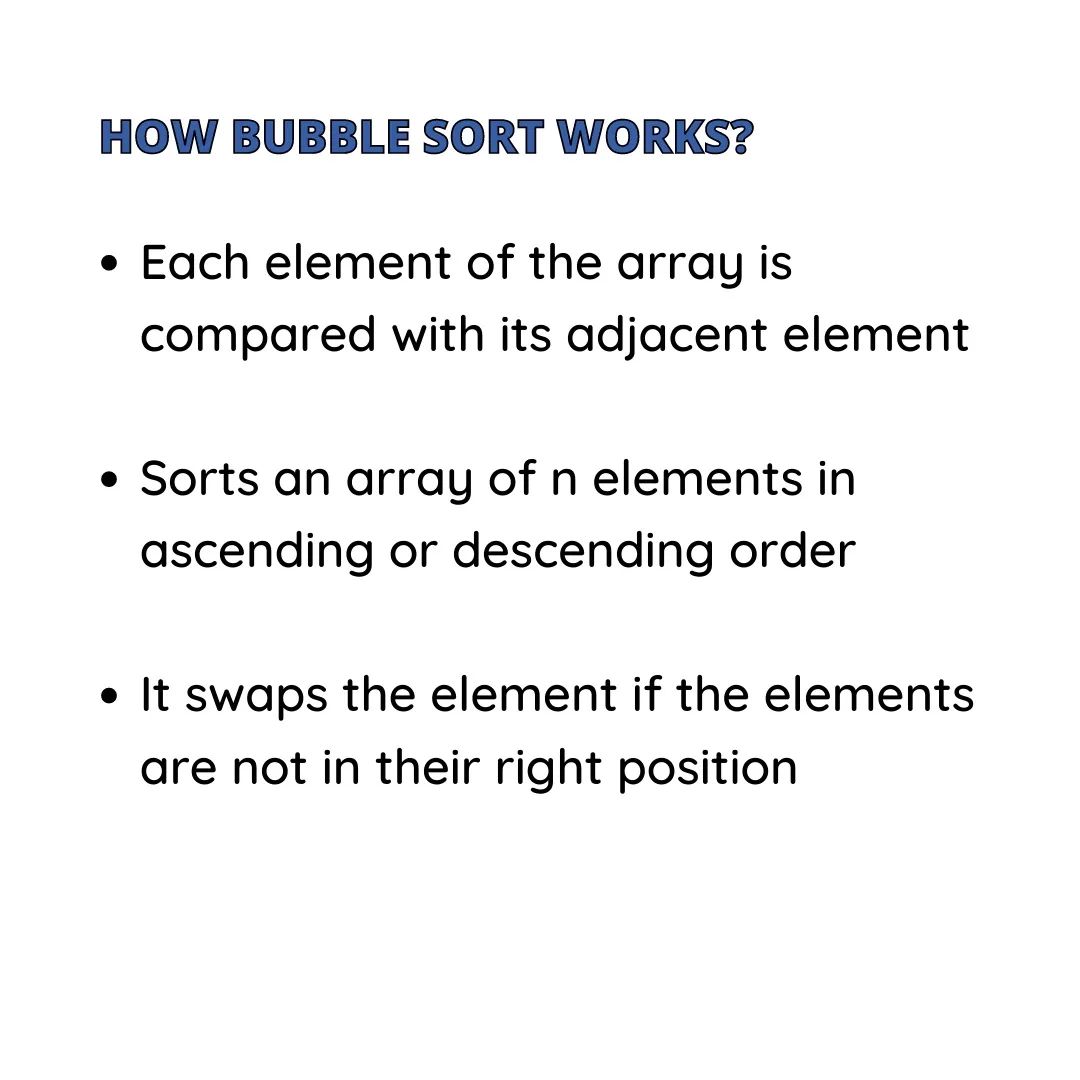 HOW BUBBLE SORT WORKS?
• Each element of the array is
compared with its adjacent element
• Sorts an array of n elements in
ascending or descending order
• It swaps the element if the elements
are not in their right position